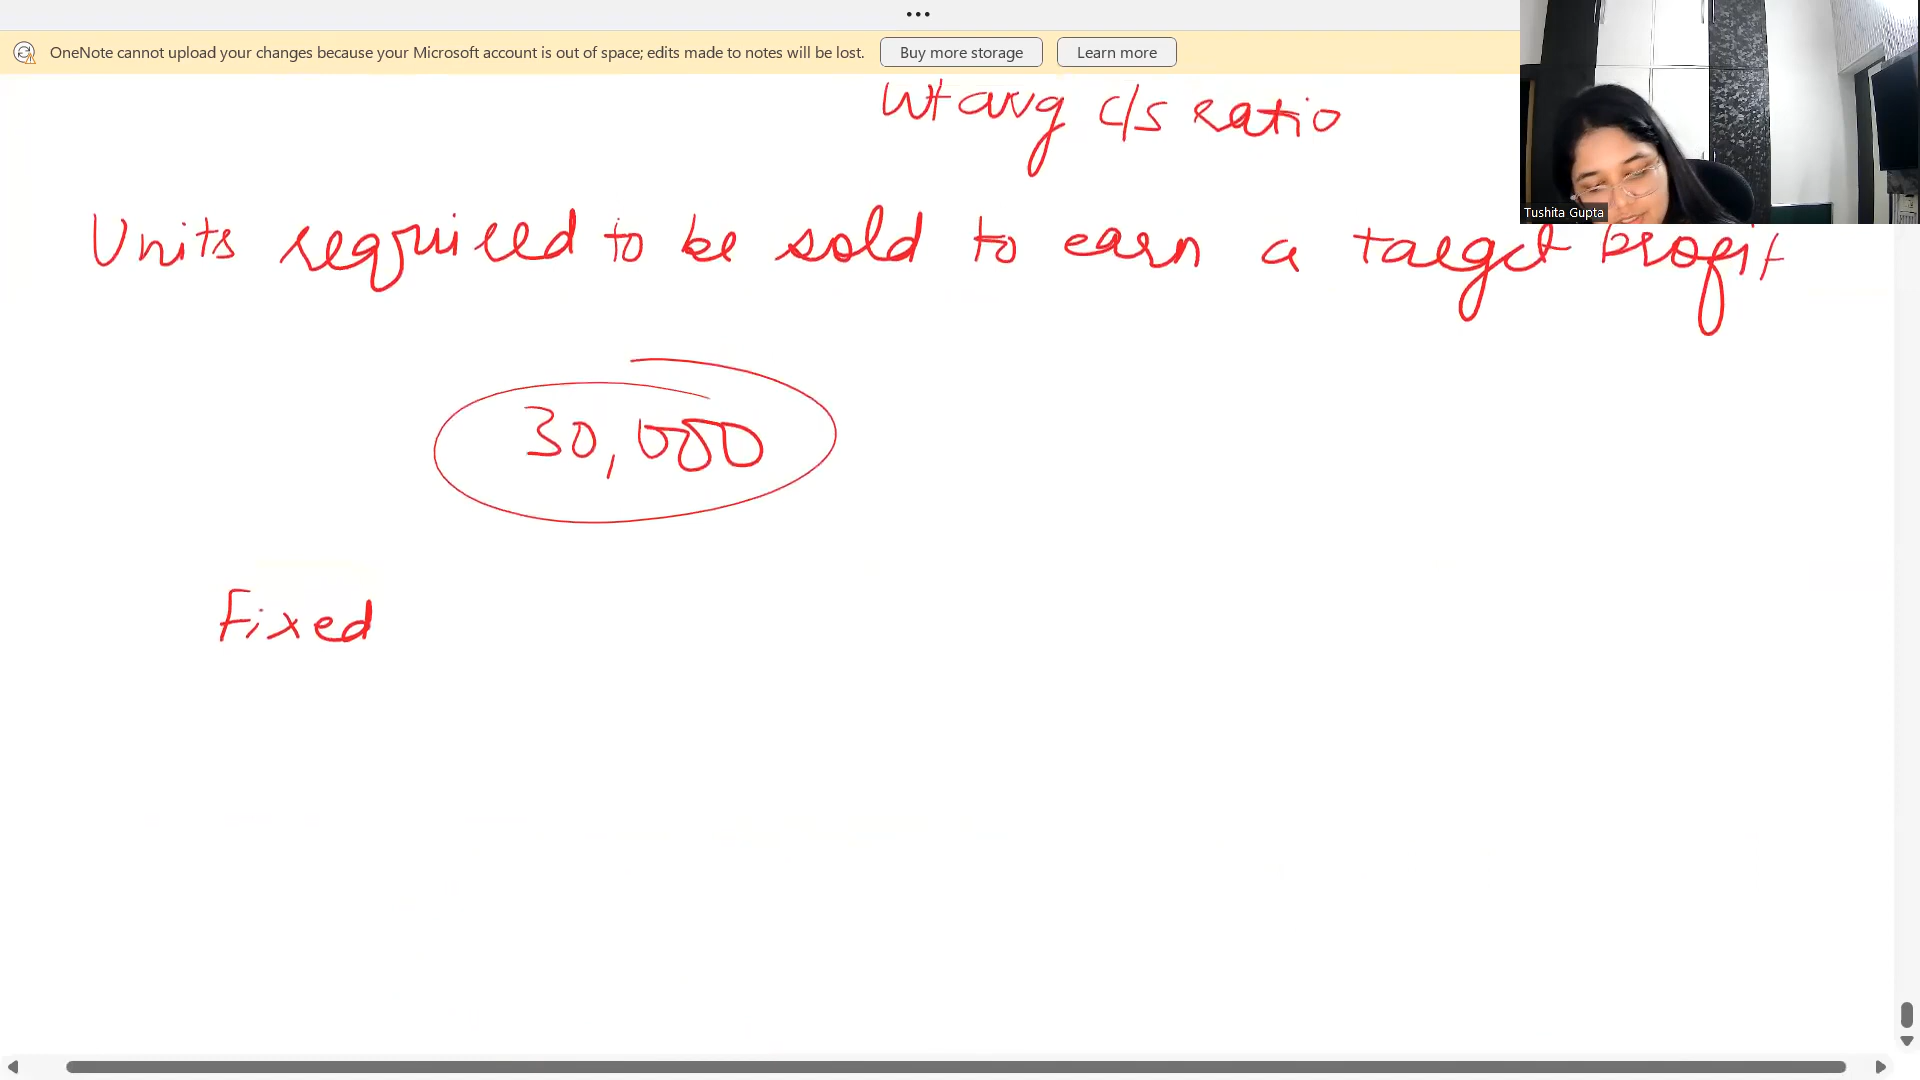 •••
OneNote cannot upload your changes because your Microsoft account is out of space; edits made to notes will be lost. Buy more storage Learn more
Wt avg c/s ratio
Tushita Gupta
Units required to be sold to earn a target profit
30,000
Fixed